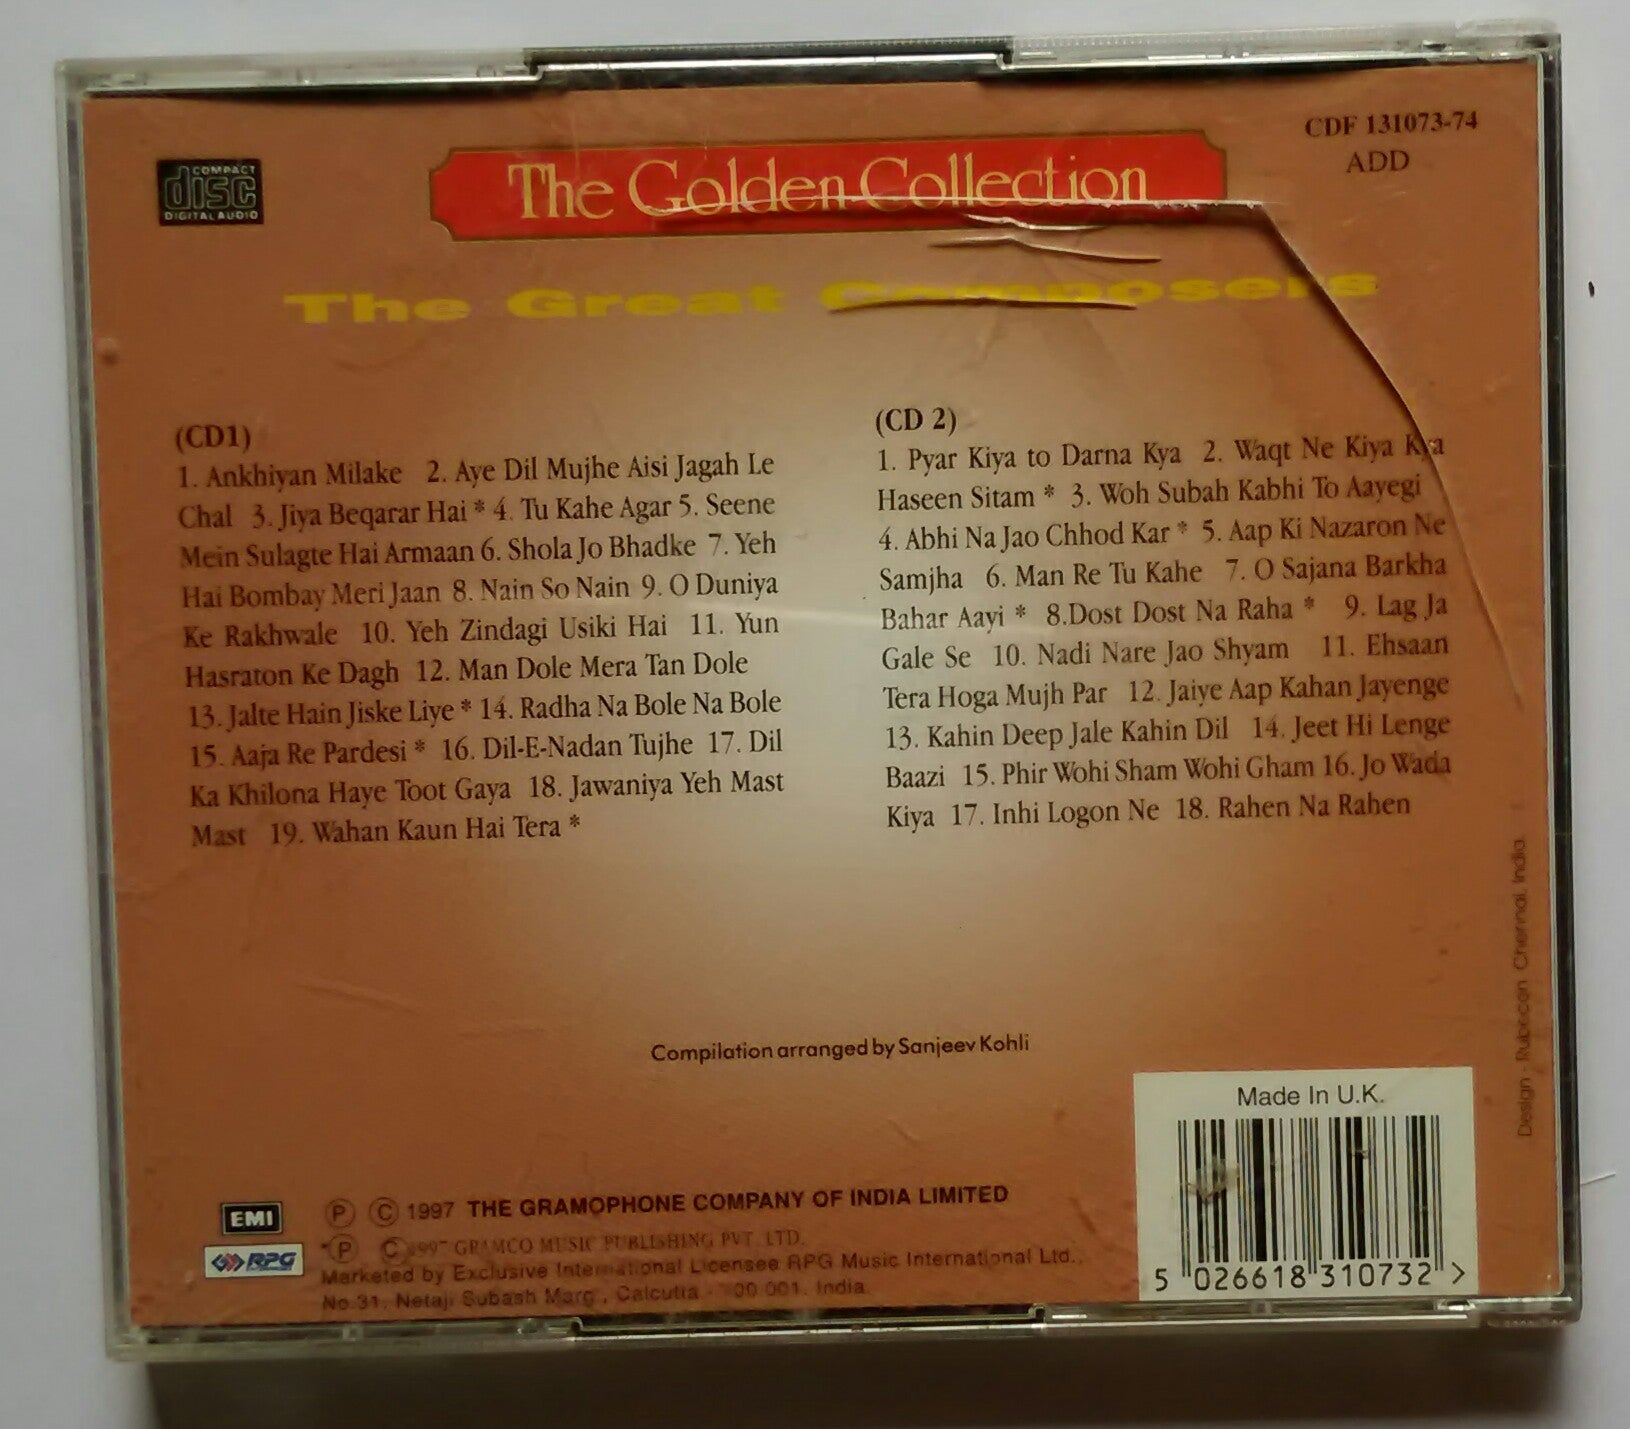 CDF 131073-74
ADD
COMPACT
disc
DIGITAL AUDIO
The Golden Collection
The Great Composers
(CD1)
1. Ankhiyan Milake 2. Aye Dil Mujhe Aisi Jagah Le
Chal 3. Jiya Beqarar Hai * 4. Tu Kahe Agar 5. Seene
Mein Sulagte Hai Armaan 6. Shola Jo Bhadke 7. Yeh
Hai Bombay Meri Jaan 8. Nain So Nain 9. O Duniya
Ke Rakhwale 10. Yeh Zindagi Usiki Hai 11. Yun
Hasraton Ke Dagh 12. Man Dole Mera Tan Dole
13. Jalte Hain Jiske Liye * 14. Radha Na Bole Na Bole
15. Aaja Re Pardesi * 16. Dil-E-Nadan Tujhe 17. Dil
Ka Khilona Haye Toot Gaya 18. Jawaniya Yeh Mast
Mast 19. Wahan Kaun Hai Tera *
(CD 2)
1. Pyar Kiya to Darna Kya 2. Waqt Ne Kiya Kya
Haseen Sitam * 3. Woh Subah Kabhi To Aayegi
4. Abhi Na Jao Chhod Kar * 5. Aap Ki Nazaron Ne
Samjha 6. Man Re Tu Kahe 7. O Sajana Barkha
Bahar Aayi * 8.Dost Dost Na Raha * 9. Lag Ja
Gale Se 10. Nadi Nare Jao Shyam 11. Ehsaan
Tera Hoga Mujh Par 12. Jaiye Aap Kahan Jayenge
13. Kahin Deep Jale Kahin Dil 14. Jeet Hi Lenge
Baazi 15. Phir Wohi Sham Wohi Gham 16. Jo Wada
Kiya 17. Inhi Logon Ne 18. Rahen Na Rahen
Compilation arranged by Sanjeev Kohli
Design - Rubicon Chennai. India
Made In U.K.
5 026618 310732 >
EMI
RPG
Ⓟ Ⓒ 1997 THE GRAMOPHONE COMPANY OF INDIA LIMITED
*Ⓟ Ⓒ 1997 GRAMCO MUSIC PUBLISHING PVT. LTD.
Marketed by Exclusive International Licensee RPG Music International Ltd.,
No.31, Netaji Subash Marg, Calcutta - 700 001. India.